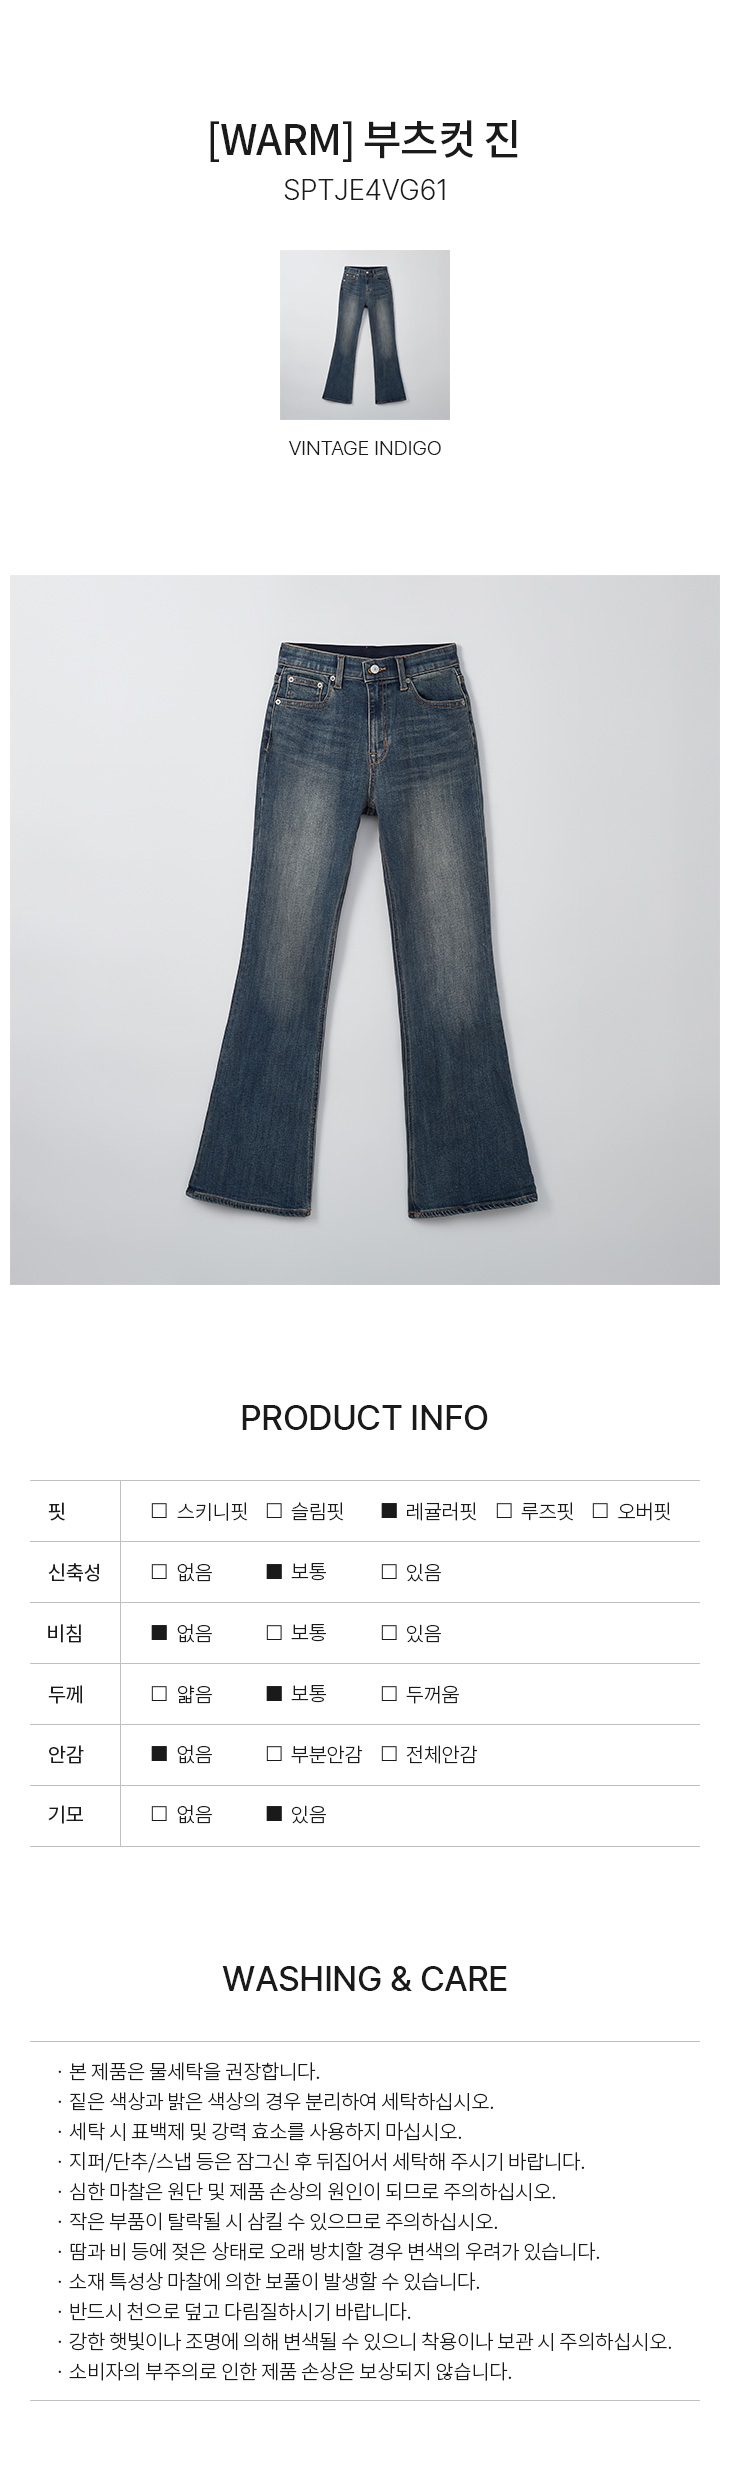 [WARM] 부츠컷 진
SPTJE4VG61
VINTAGE INDIGO
PRODUCT INFO
핏 □ 스키니핏 □ 슬림핏 ■ 레귤러핏 □ 루즈핏 □ 오버핏
신축성 □ 없음 ■ 보통 □ 있음
비침 ■ 없음 □ 보통 □ 있음
두께 □ 얇음 ■ 보통 □ 두꺼움
안감 ■ 없음 □ 부분안감 □ 전체안감
기모 □ 없음 ■ 있음
WASHING & CARE
· 본 제품은 물세탁을 권장합니다.
· 짙은 색상과 밝은 색상의 경우 분리하여 세탁하십시오.
· 세탁 시 표백제 및 강력 효소를 사용하지 마십시오.
· 지퍼/단추/스냅 등은 잠그신 후 뒤집어서 세탁해 주시기 바랍니다.
· 심한 마찰은 원단 및 제품 손상의 원인이 되므로 주의하십시오.
· 작은 부품이 탈락될 시 삼킬 수 있으므로 주의하십시오.
· 땀과 비 등에 젖은 상태로 오래 방치할 경우 변색의 우려가 있습니다.
· 소재 특성상 마찰에 의한 보풀이 발생할 수 있습니다.
· 반드시 천으로 덮고 다림질하시기 바랍니다.
· 강한 햇빛이나 조명에 의해 변색될 수 있으니 착용이나 보관 시 주의하십시오.
· 소비자의 부주의로 인한 제품 손상은 보상되지 않습니다.